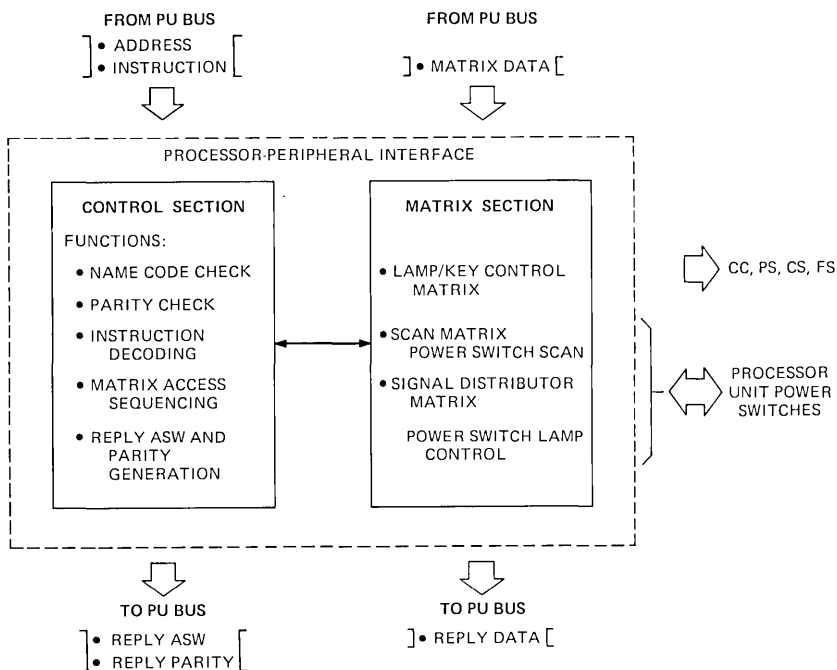 FROM PU BUS
• ADDRESS
• INSTRUCTION
FROM PU BUS
• MATRIX DATA
PROCESSOR-PERIPHERAL INTERFACE
CONTROL SECTION
FUNCTIONS:
• NAME CODE CHECK
• PARITY CHECK
• INSTRUCTION
DECODING
• MATRIX ACCESS
SEQUENCING
• REPLY ASW AND
PARITY
GENERATION
MATRIX SECTION
• LAMP/KEY CONTROL
MATRIX
• SCAN MATRIX
POWER SWITCH SCAN
• SIGNAL DISTRIBUTOR
MATRIX
POWER SWITCH LAMP
CONTROL
CC, PS, CS, FS
PROCESSOR
UNIT POWER
SWITCHES
TO PU BUS
• REPLY ASW
• REPLY PARITY
TO PU BUS
• REPLY DATA